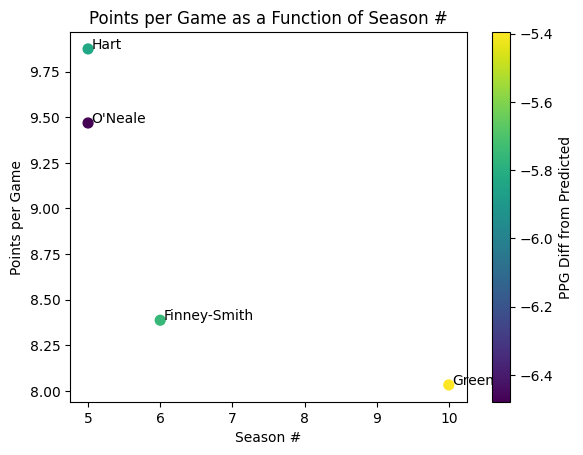 Points per Game as a Function of Season #
Points per Game
9.75
9.50
9.25
9.00
8.75
8.50
8.25
8.00
Hart
O'Neale
Finney-Smith
Green
5
6
7
8
9
10
Season #
−5.4
−5.6
−5.8
−6.0
−6.2
−6.4
PPG Diff from Predicted